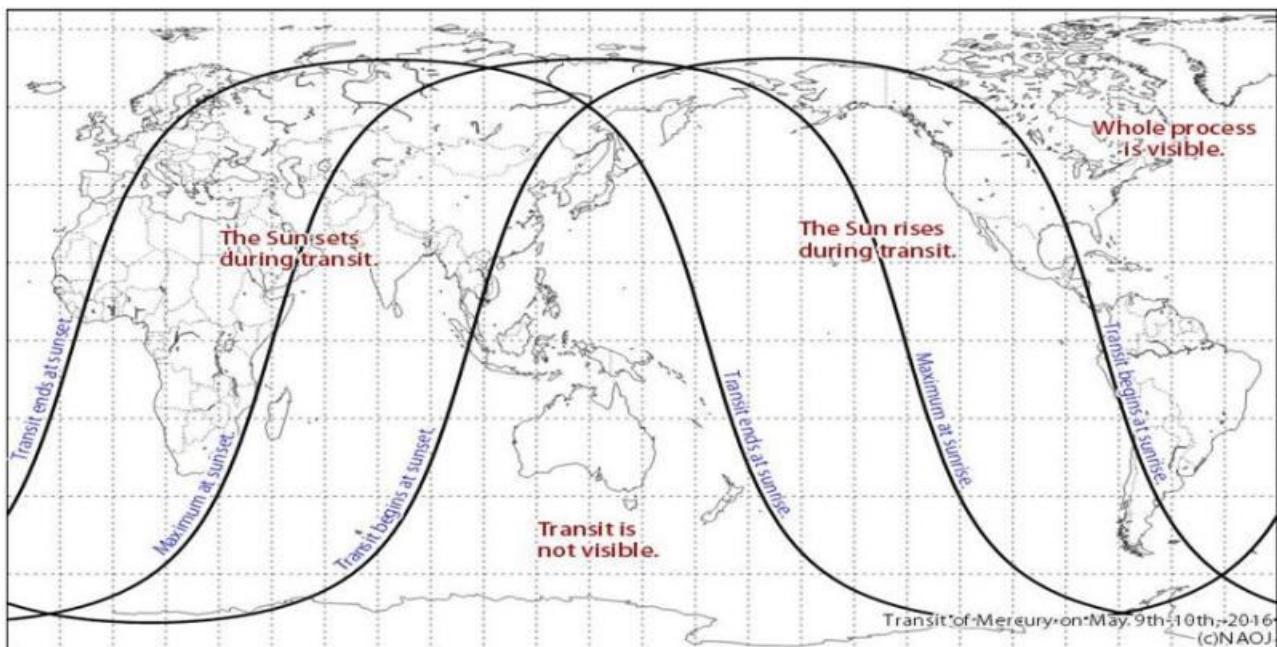 Whole process
is visible.
The Sun sets
during transit.
The Sun rises
during transit.
Transit ends at sunset.
Maximum at sunset.
Transit begins at sunset.
Transit ends at sunrise.
Maximum at sunrise.
Transit begins at sunrise.
Transit is
not visible.
Transit of Mercury on May. 9th-10th, 2016
(c)NAOJ